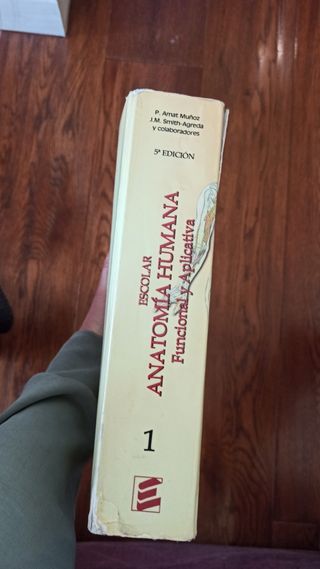 P. Amat Muñoz
J.M. Smith-Agreda
y colaboradores
5ª EDICIÓN
ESCOLAR
ANATOMÍA HUMANA
Funcional y Aplicativa
1